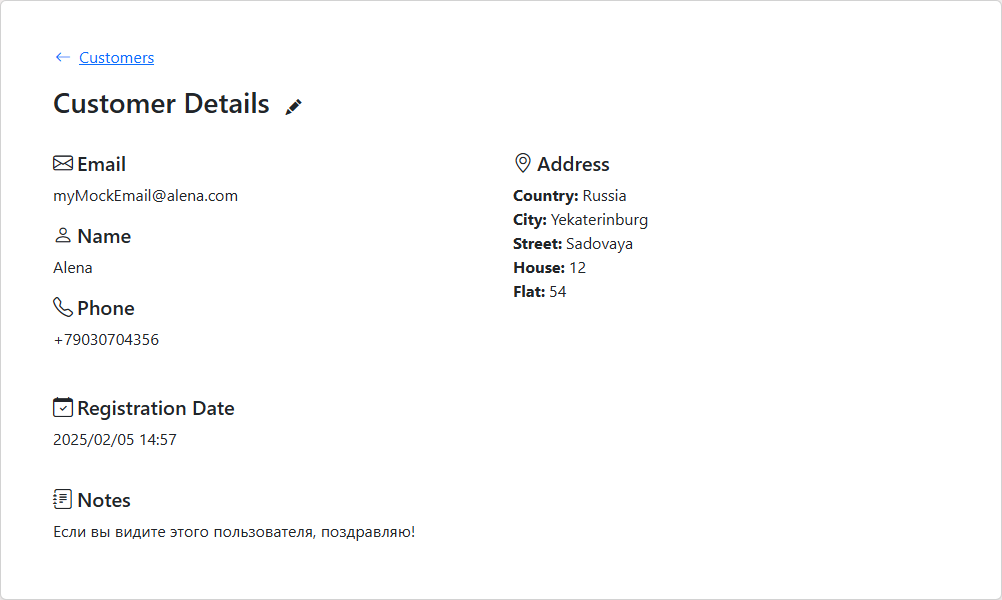 Customers
Customer Details
Email
myMockEmail@alena.com
Name
Alena
Phone
+79030704356
Registration Date
2025/02/05 14:57
Notes
Если вы видите этого пользователя, поздравляю!
Address
Country: Russia
City: Yekaterinburg
Street: Sadovaya
House: 12
Flat: 54